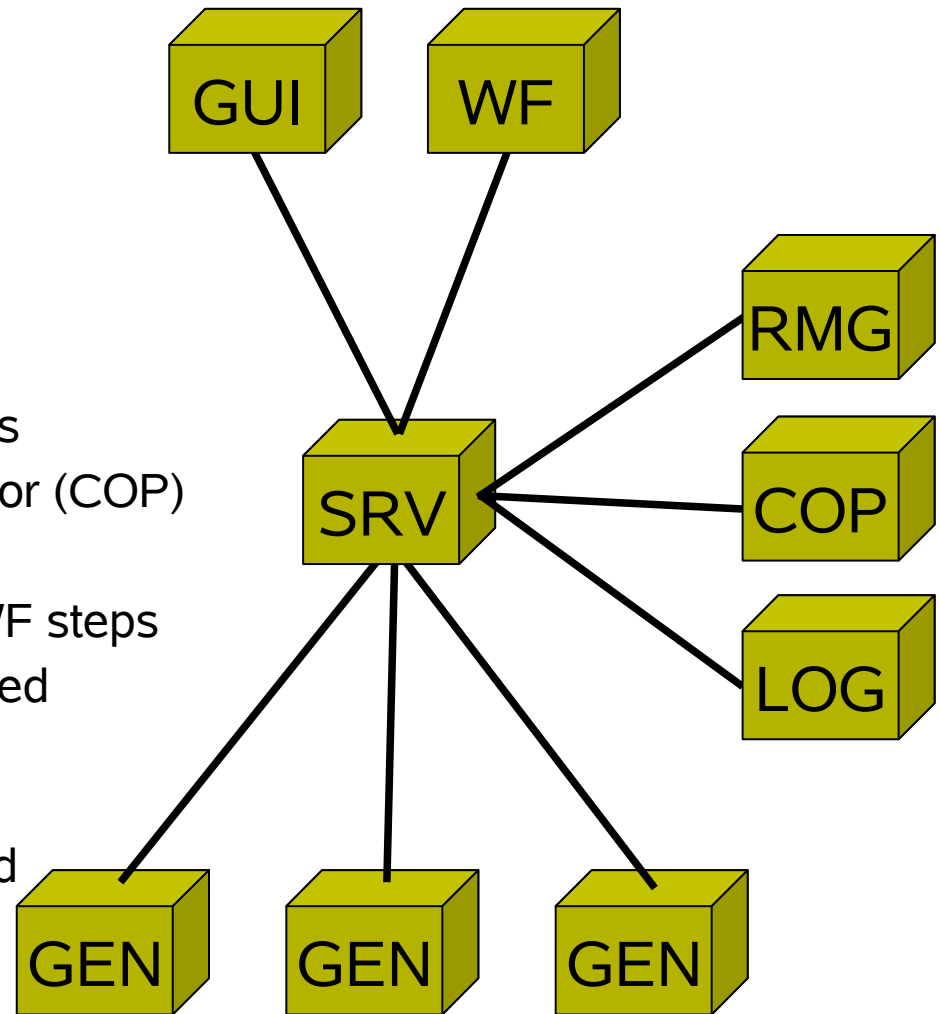 GUI
WF
RMG
s
or (COP)
COP
SRV
F steps
ed
LOG
d
GEN
GEN
GEN